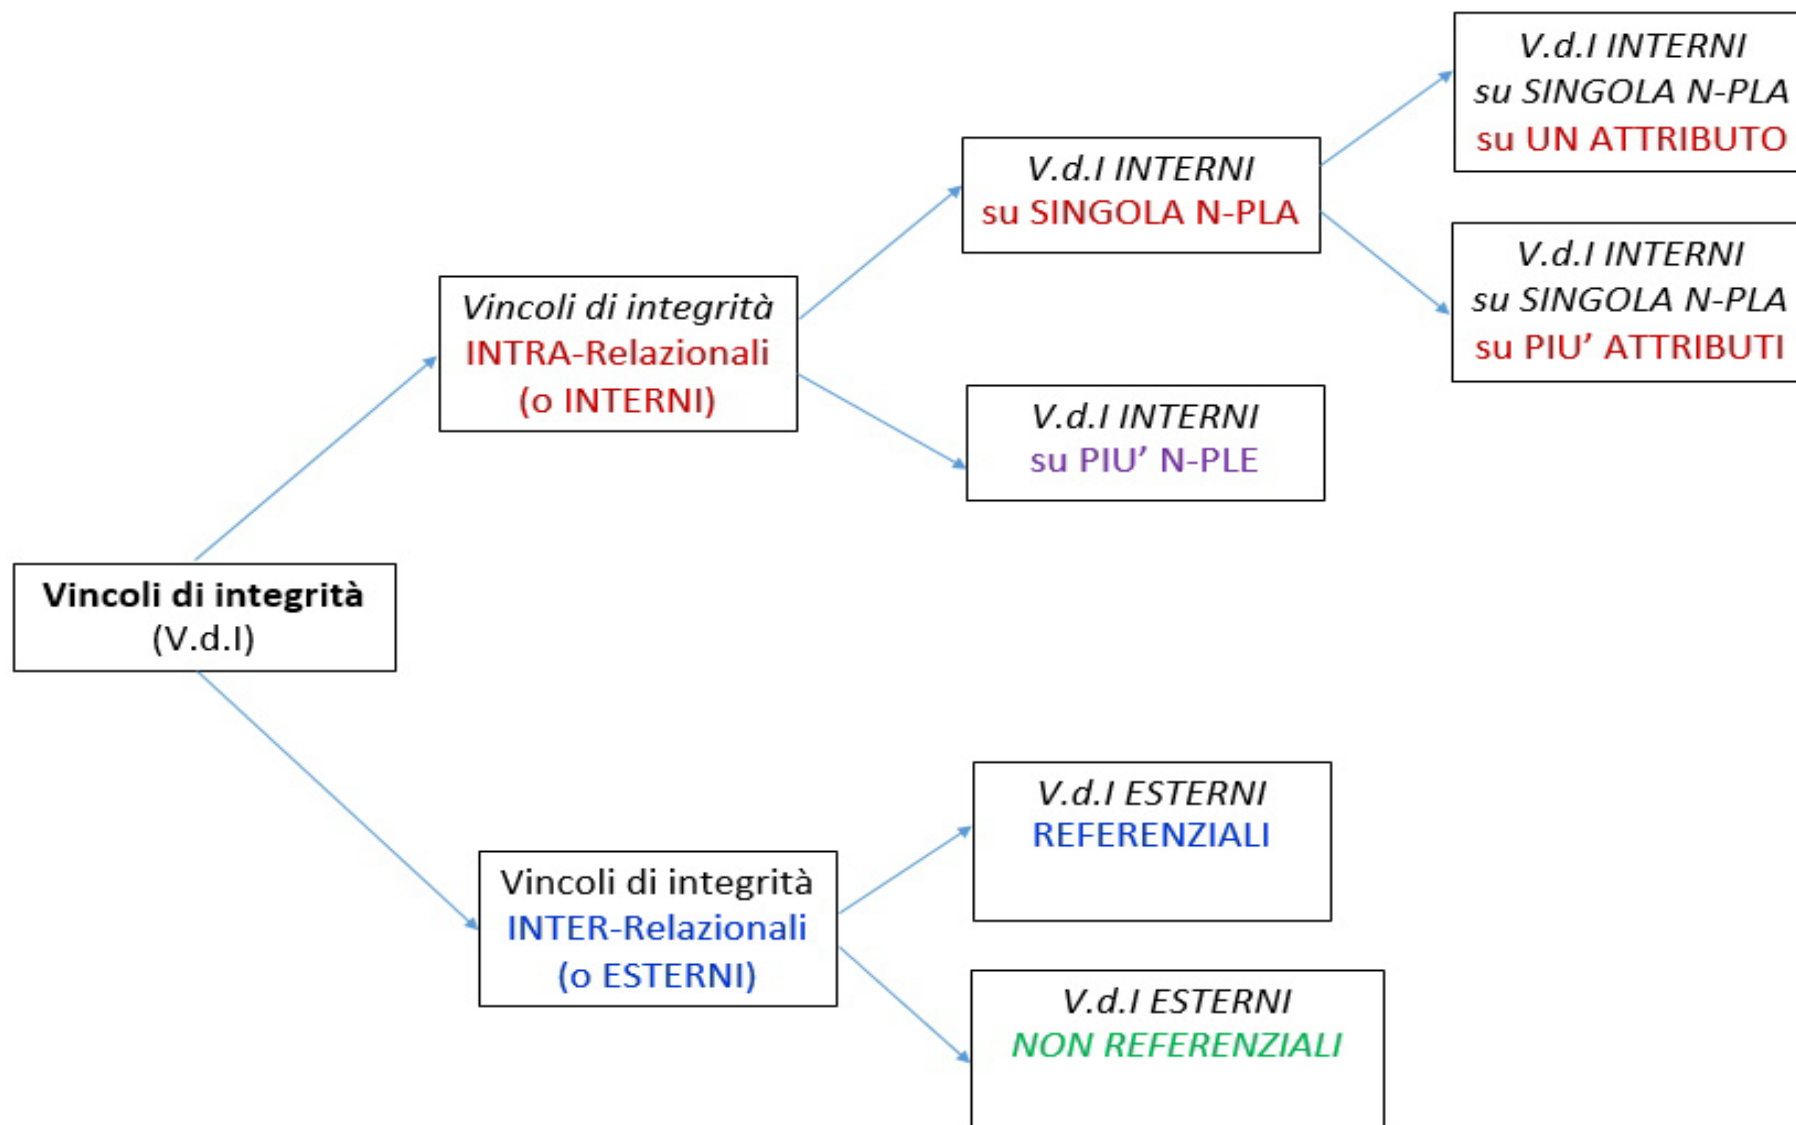 V.d.I INTERNI
su SINGOLA N-PLA
su UN ATTRIBUTO
V.d.I INTERNI
su SINGOLA N-PLA
V.d.I INTERNI
su SINGOLA N-PLA
su PIU’ ATTRIBUTI
Vincoli di integrità
INTRA-Relazionali
(o INTERNI)
V.d.I INTERNI
su PIU’ N-PLE
Vincoli di integrità
(V.d.I)
V.d.I ESTERNI
REFERENZIALI
Vincoli di integrità
INTER-Relazionali
(o ESTERNI)
V.d.I ESTERNI
NON REFERENZIALI